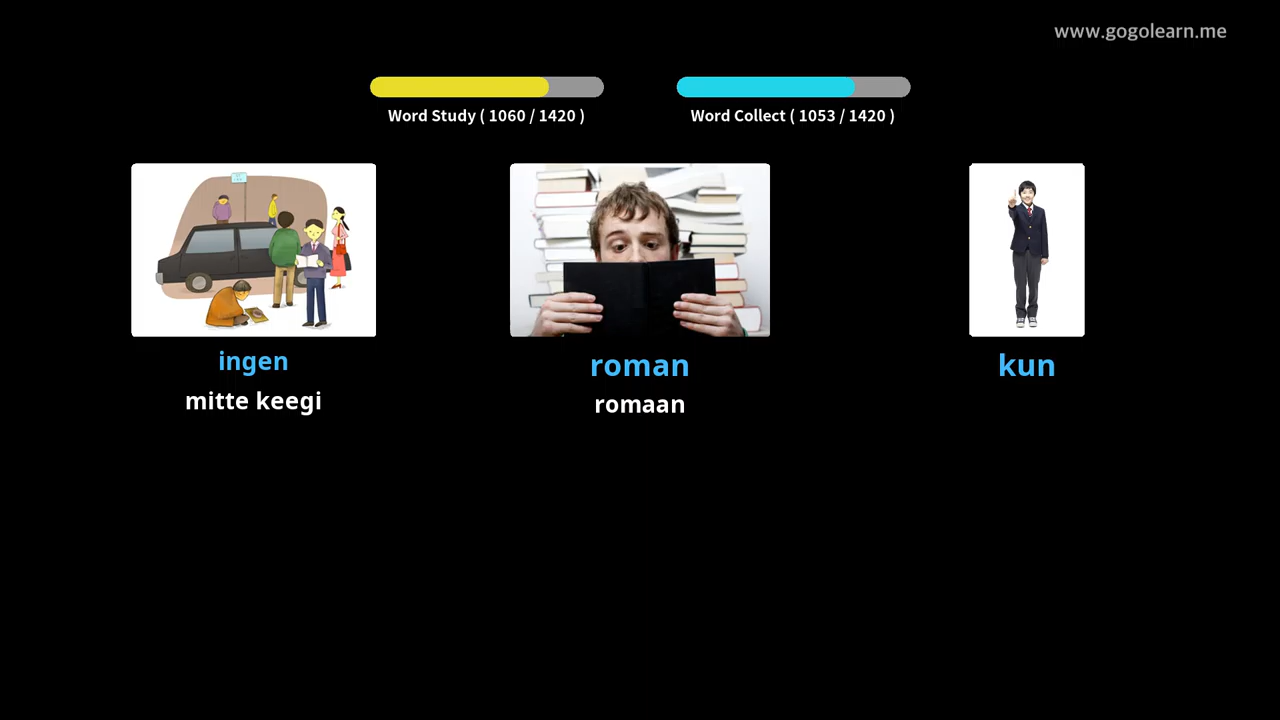 www.gogolearn.me
Word Study ( 1060 / 1420 )
Word Collect ( 1053 / 1420 )
ingen
roman
kun
mitte keegi
romaan